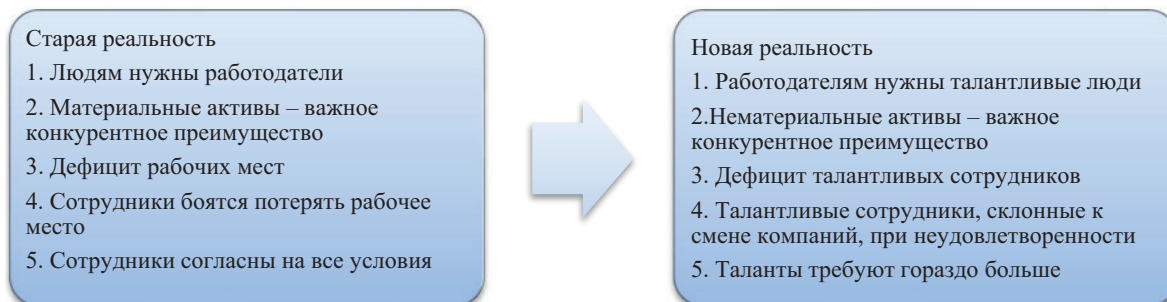 Старая реальность
1. Людям нужны работодатели
2. Материальные активы – важное
конкурентное преимущество
3. Дефицит рабочих мест
4. Сотрудники боятся потерять рабочее
место
5. Сотрудники согласны на все условия
Новая реальность
1. Работодателям нужны талантливые люди
2.Нематериальные активы – важное
конкурентное преимущество
3. Дефицит талантливых сотрудников
4. Талантливые сотрудники, склонные к
смене компаний, при неудовлетворенности
5. Таланты требуют гораздо больше